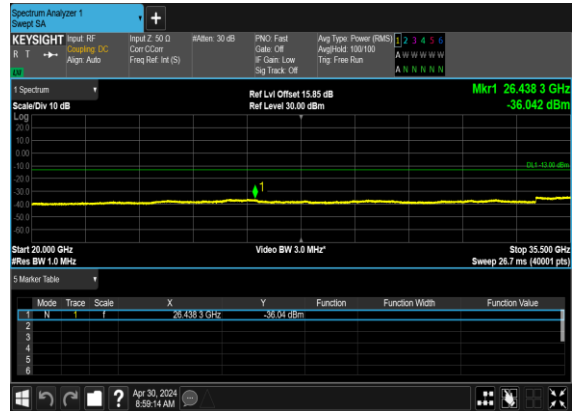 Spectrum Analyzer 1
Swept SA
+
KEYSIGHT Input: RF Input Z: 50 Ω #Atten: 30 dB PNO: Fast Avg Type: Power (RMS) 1 2 3 4 5 6
R T Coupling: DC Corr CCorr Gate: Off Avg|Hold: 100/100 A W W W W W
Align: Auto Freq Ref: Int (S) IF Gain: Low Trig: Free Run A N N N N N
Sig Track: Off
1 Spectrum Ref Lvl Offset 15.85 dB Mkr1 26.438 3 GHz
Scale/Div 10 dB Ref Level 30.00 dBm -36.042 dBm
Log
20.0
10.0
0.00
-10.0
DL1 -13.00 dBm
-20.0
-30.0
1
-40.0
-50.0
-60.0
Start 20.000 GHz Video BW 3.0 MHz* Stop 35.500 GHz
#Res BW 1.0 MHz Sweep 26.7 ms (40001 pts)
5 Marker Table
Mode Trace Scale X Y Function Function Width Function Value
1 N 1 f 26.438 3 GHz -36.04 dBm
2
3
4
5
6
? Apr 30, 2024
8:59:14 AM